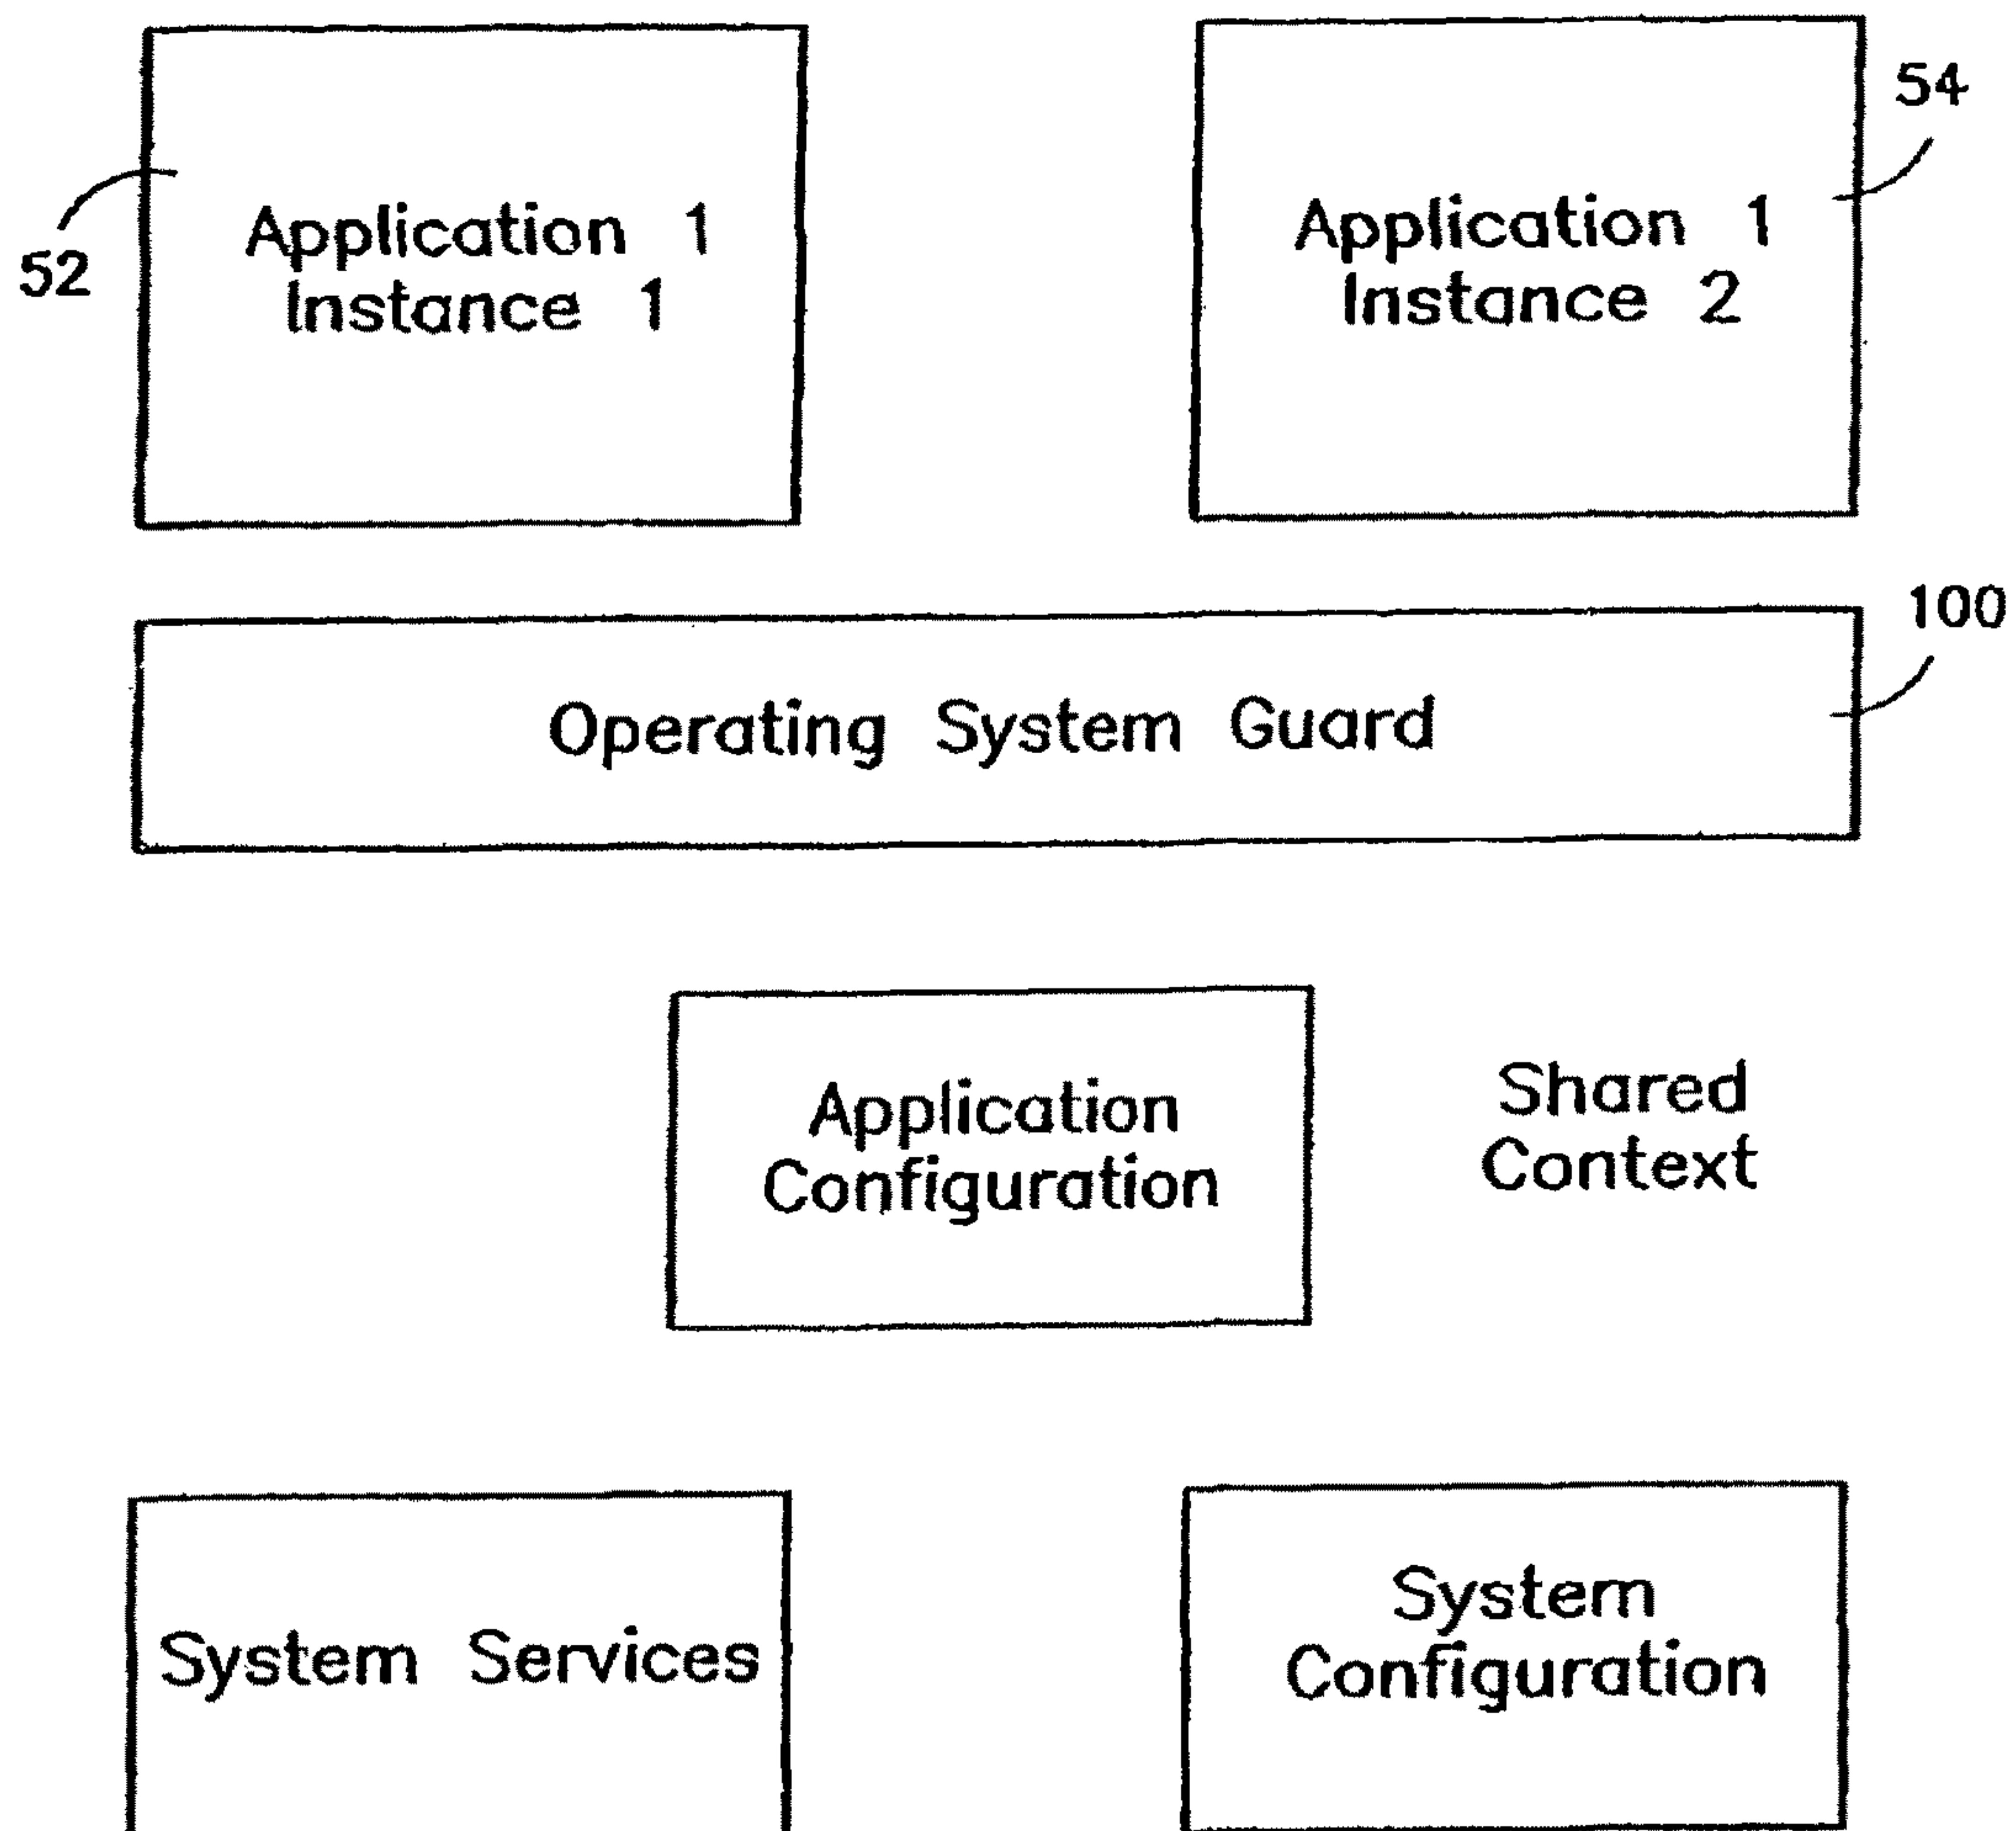 54
Application 1
Instance 1
52
Application 1
Instance 2
100
Operating System Guard
Application
Configuration
Shared
Context
System Services
System
Configuration